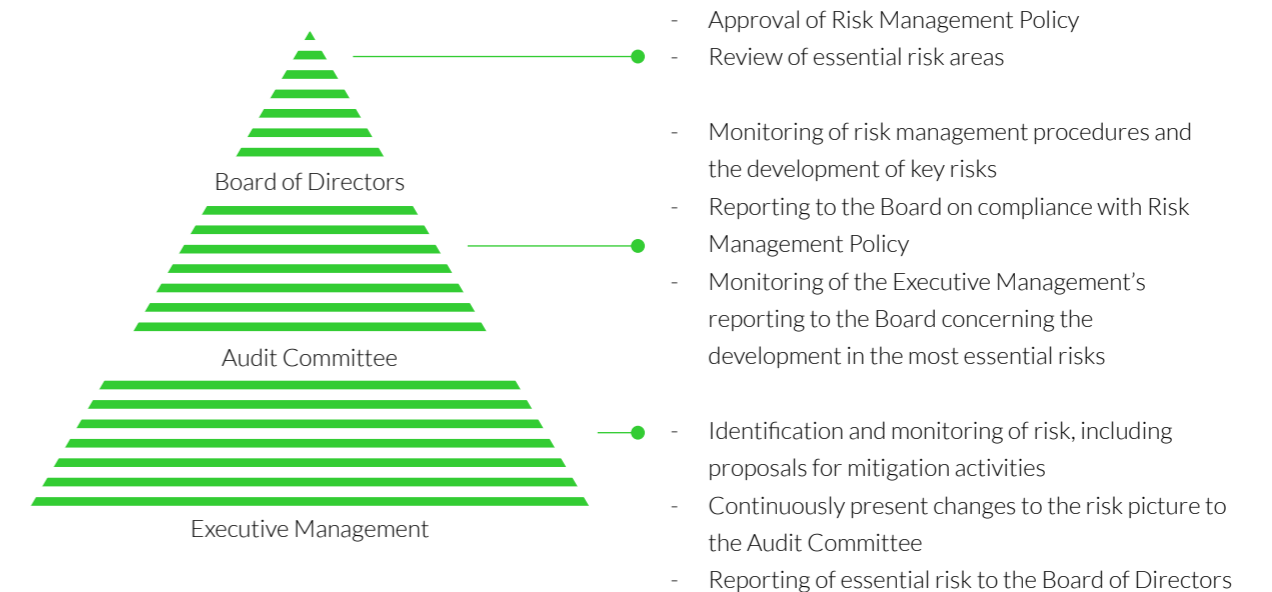 - Approval of Risk Management Policy
- Review of essential risk areas
Board of Directors
- Monitoring of risk management procedures and
the development of key risks
- Reporting to the Board on compliance with Risk
Management Policy
- Monitoring of the Executive Management’s
reporting to the Board concerning the
development in the most essential risks
Audit Committee
- Identification and monitoring of risk, including
proposals for mitigation activities
- Continuously present changes to the risk picture to
the Audit Committee
- Reporting of essential risk to the Board of Directors
Executive Management